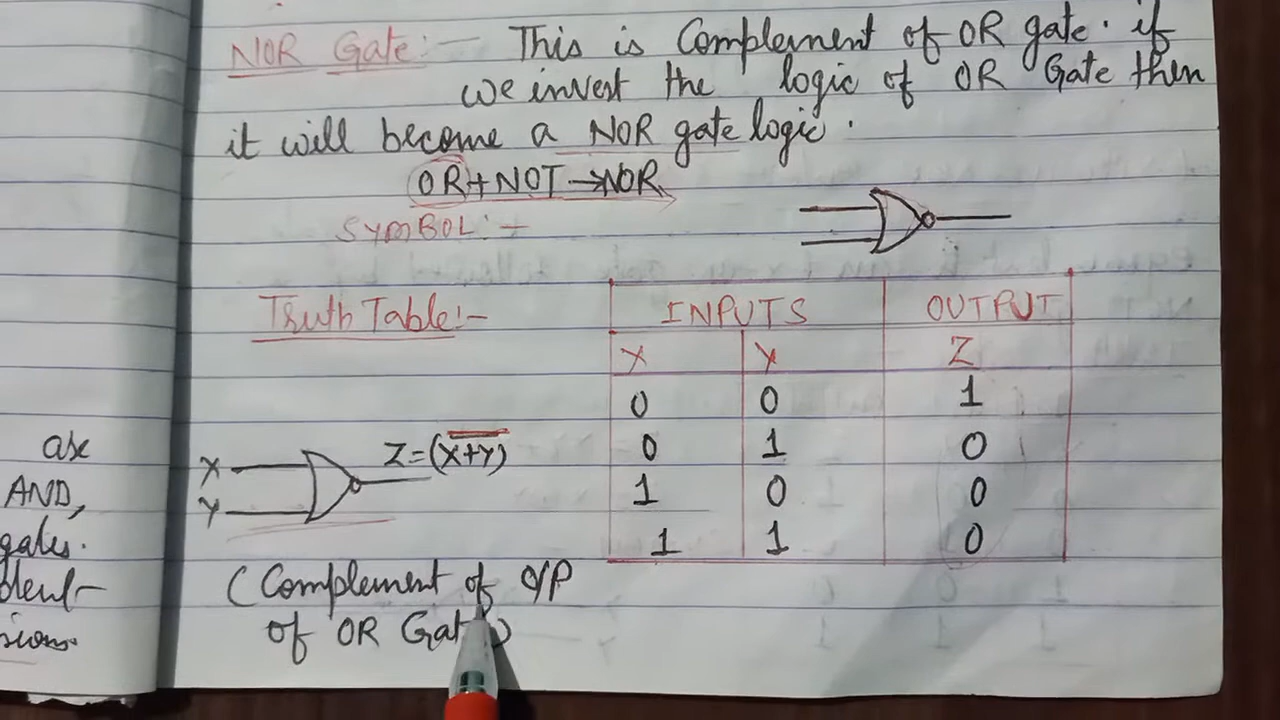 NOR Gate:- This is Complement of OR gate. if
we invert the logic of OR Gate then
it will become a NOR gate logic.
OR+NOT→NOR
SYMBOL:-
Truth Table:-
INPUTS OUTPUT
X Y Z
0 0 1
0 1 0
1 0 0
1 1 0
X
Y
Z=(X+Y)
(Complement of O/P
of OR Gate)
are
AND,
gates.